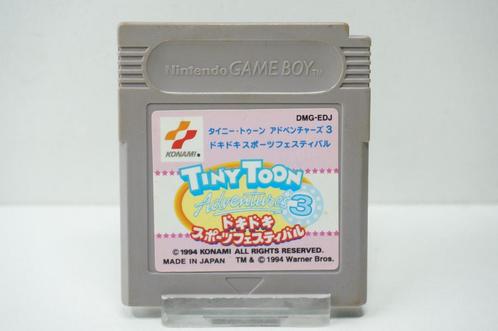 Nintendo GAME BOY TM
DMG-EDJ
タイニー・トゥーン アドベンチャーズ 3
ドキドキスポーツフェスティバル
KONAMI
TINY TOON
Adventures 3
ドキドキ
スポーツフェスティバル
© 1994 KONAMI ALL RIGHTS RESERVED.
MADE IN JAPAN TM & © 1994 Warner Bros.